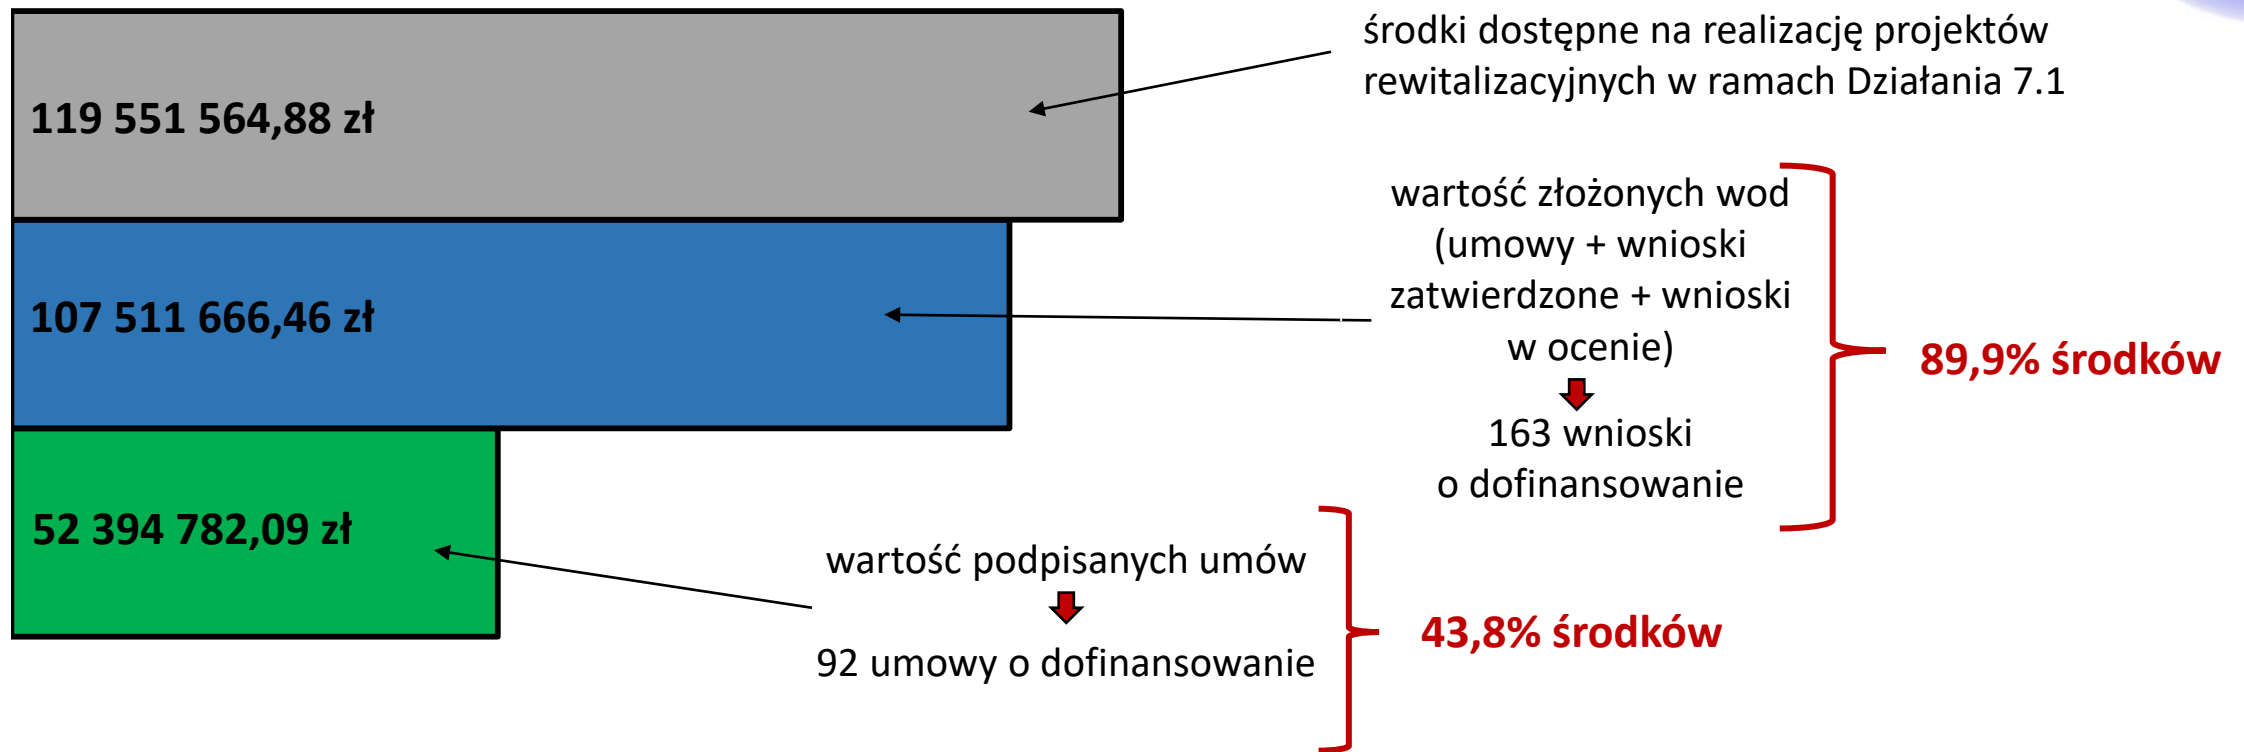 119 551 564,88 zł
środki dostępne na realizację projektów
rewitalizacyjnych w ramach Działania 7.1
107 511 666,46 zł
wartość złożonych wod
(umowy + wnioski
zatwierdzone + wnioski
w ocenie)
163 wnioski
o dofinansowanie
89,9% środków
52 394 782,09 zł
wartość podpisanych umów
92 umowy o dofinansowanie
43,8% środków